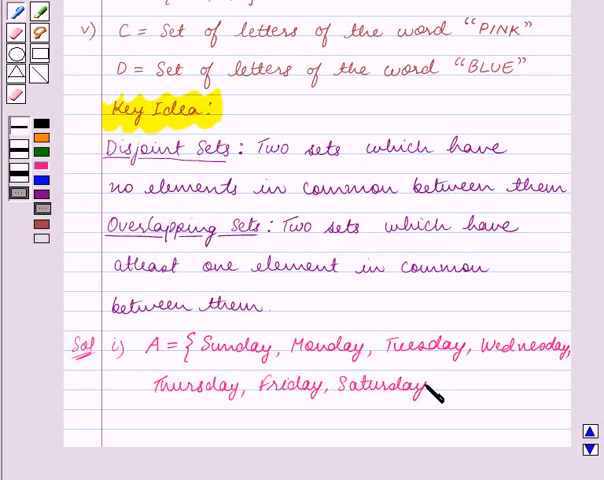 v) C = Set of letters of the word "PINK"
D = Set of letters of the word "BLUE"
Key Idea:
Disjoint Sets: Two sets which have
no elements in common between them
Overlapping Sets: Two sets which have
atleast one element in common
between them.
Sol i) A = { Sunday, Monday, Tuesday, Wednesday,
Thursday, Friday, Saturday